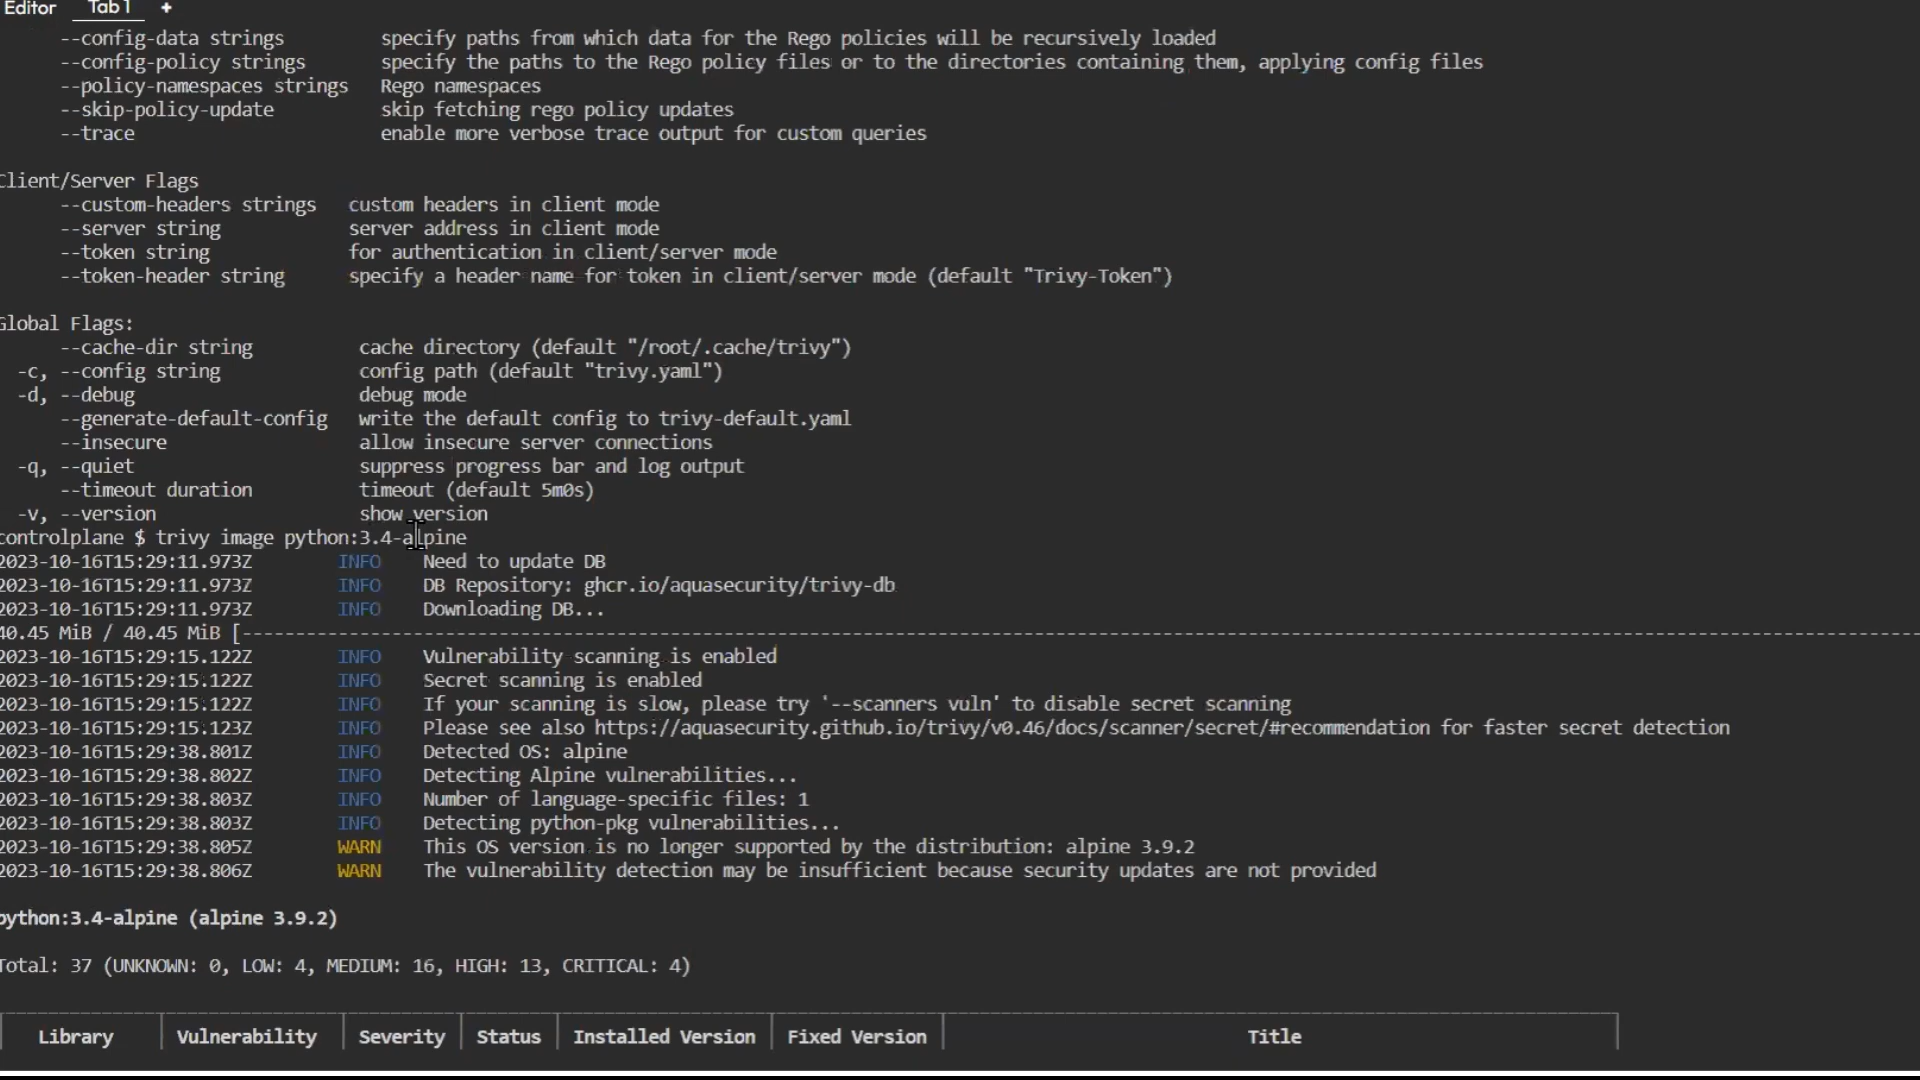 Editor Tab 1 +
--config-data strings specify paths from which data for the Rego policies will be recursively loaded
--config-policy strings specify the paths to the Rego policy files or to the directories containing them, applying config files
--policy-namespaces strings Rego namespaces
--skip-policy-update skip fetching rego policy updates
--trace enable more verbose trace output for custom queries
Client/Server Flags
--custom-headers strings custom headers in client mode
--server string server address in client mode
--token string for authentication in client/server mode
--token-header string specify a header name for token in client/server mode (default "Trivy-Token")
Global Flags:
--cache-dir string cache directory (default "/root/.cache/trivy")
-c, --config string config path (default "trivy.yaml")
-d, --debug debug mode
--generate-default-config write the default config to trivy-default.yaml
--insecure allow insecure server connections
-q, --quiet suppress progress bar and log output
--timeout duration timeout (default 5m0s)
-v, --version show version
controlplane $ trivy image python:3.4-alpine
2023-10-16T15:29:11.973Z INFO Need to update DB
2023-10-16T15:29:11.973Z INFO DB Repository: ghcr.io/aquasecurity/trivy-db
2023-10-16T15:29:11.973Z INFO Downloading DB...
40.45 MiB / 40.45 MiB [---------------------------------------------------------------------------------------------------------------------------------------------------------------
2023-10-16T15:29:15.122Z INFO Vulnerability scanning is enabled
2023-10-16T15:29:15.122Z INFO Secret scanning is enabled
2023-10-16T15:29:15.122Z INFO If your scanning is slow, please try '--scanners vuln' to disable secret scanning
2023-10-16T15:29:15.123Z INFO Please see also https://aquasecurity.github.io/trivy/v0.46/docs/scanner/secret/#recommendation for faster secret detection
2023-10-16T15:29:38.801Z INFO Detected OS: alpine
2023-10-16T15:29:38.802Z INFO Detecting Alpine vulnerabilities...
2023-10-16T15:29:38.803Z INFO Number of language-specific files: 1
2023-10-16T15:29:38.803Z INFO Detecting python-pkg vulnerabilities...
2023-10-16T15:29:38.805Z WARN This OS version is no longer supported by the distribution: alpine 3.9.2
2023-10-16T15:29:38.806Z WARN The vulnerability detection may be insufficient because security updates are not provided
python:3.4-alpine (alpine 3.9.2)
Total: 37 (UNKNOWN: 0, LOW: 4, MEDIUM: 16, HIGH: 13, CRITICAL: 4)
Library Vulnerability Severity Status Installed Version Fixed Version Title